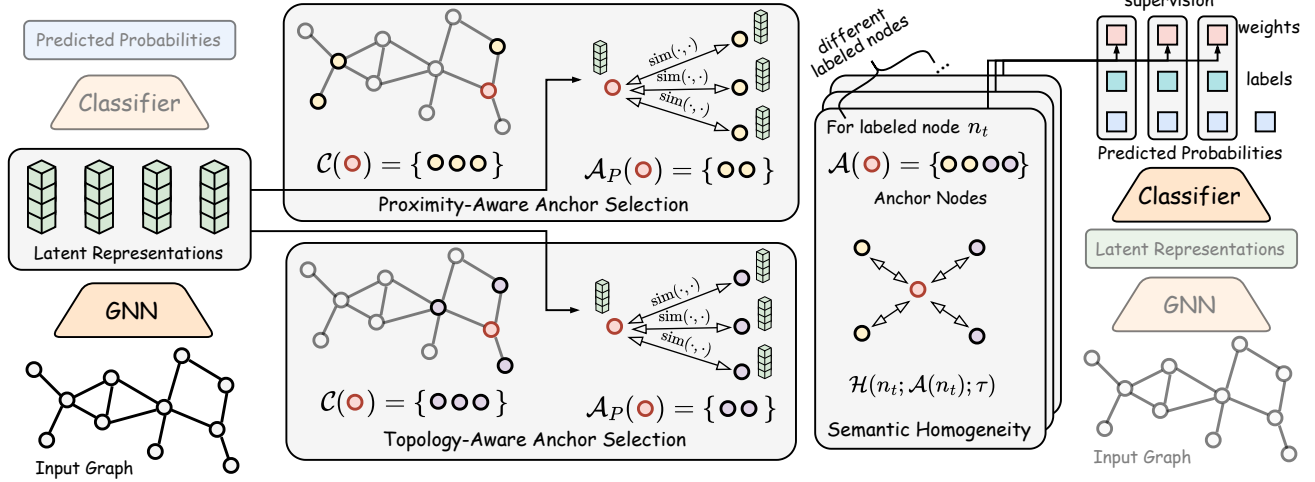 Predicted Probabilities
Classifier
Latent Representations
GNN
Input Graph
sim(·,·)
sim(·,·)
sim(·,·)
𝒞(○) = {○○○}
𝒜_P(○) = {○○}
Proximity-Aware Anchor Selection
sim(·,·)
sim(·,·)
sim(·,·)
𝒞(○) = {○○○}
𝒜_P(○) = {○○}
Topology-Aware Anchor Selection
different
labeled nodes
...
For labeled node n_t
𝒜(○) = {○○○○}
Anchor Nodes
ℋ(n_t; 𝒜(n_t); τ)
Semantic Homogeneity
supervision
weights
labels
Predicted Probabilities
Classifier
Latent Representations
GNN
Input Graph